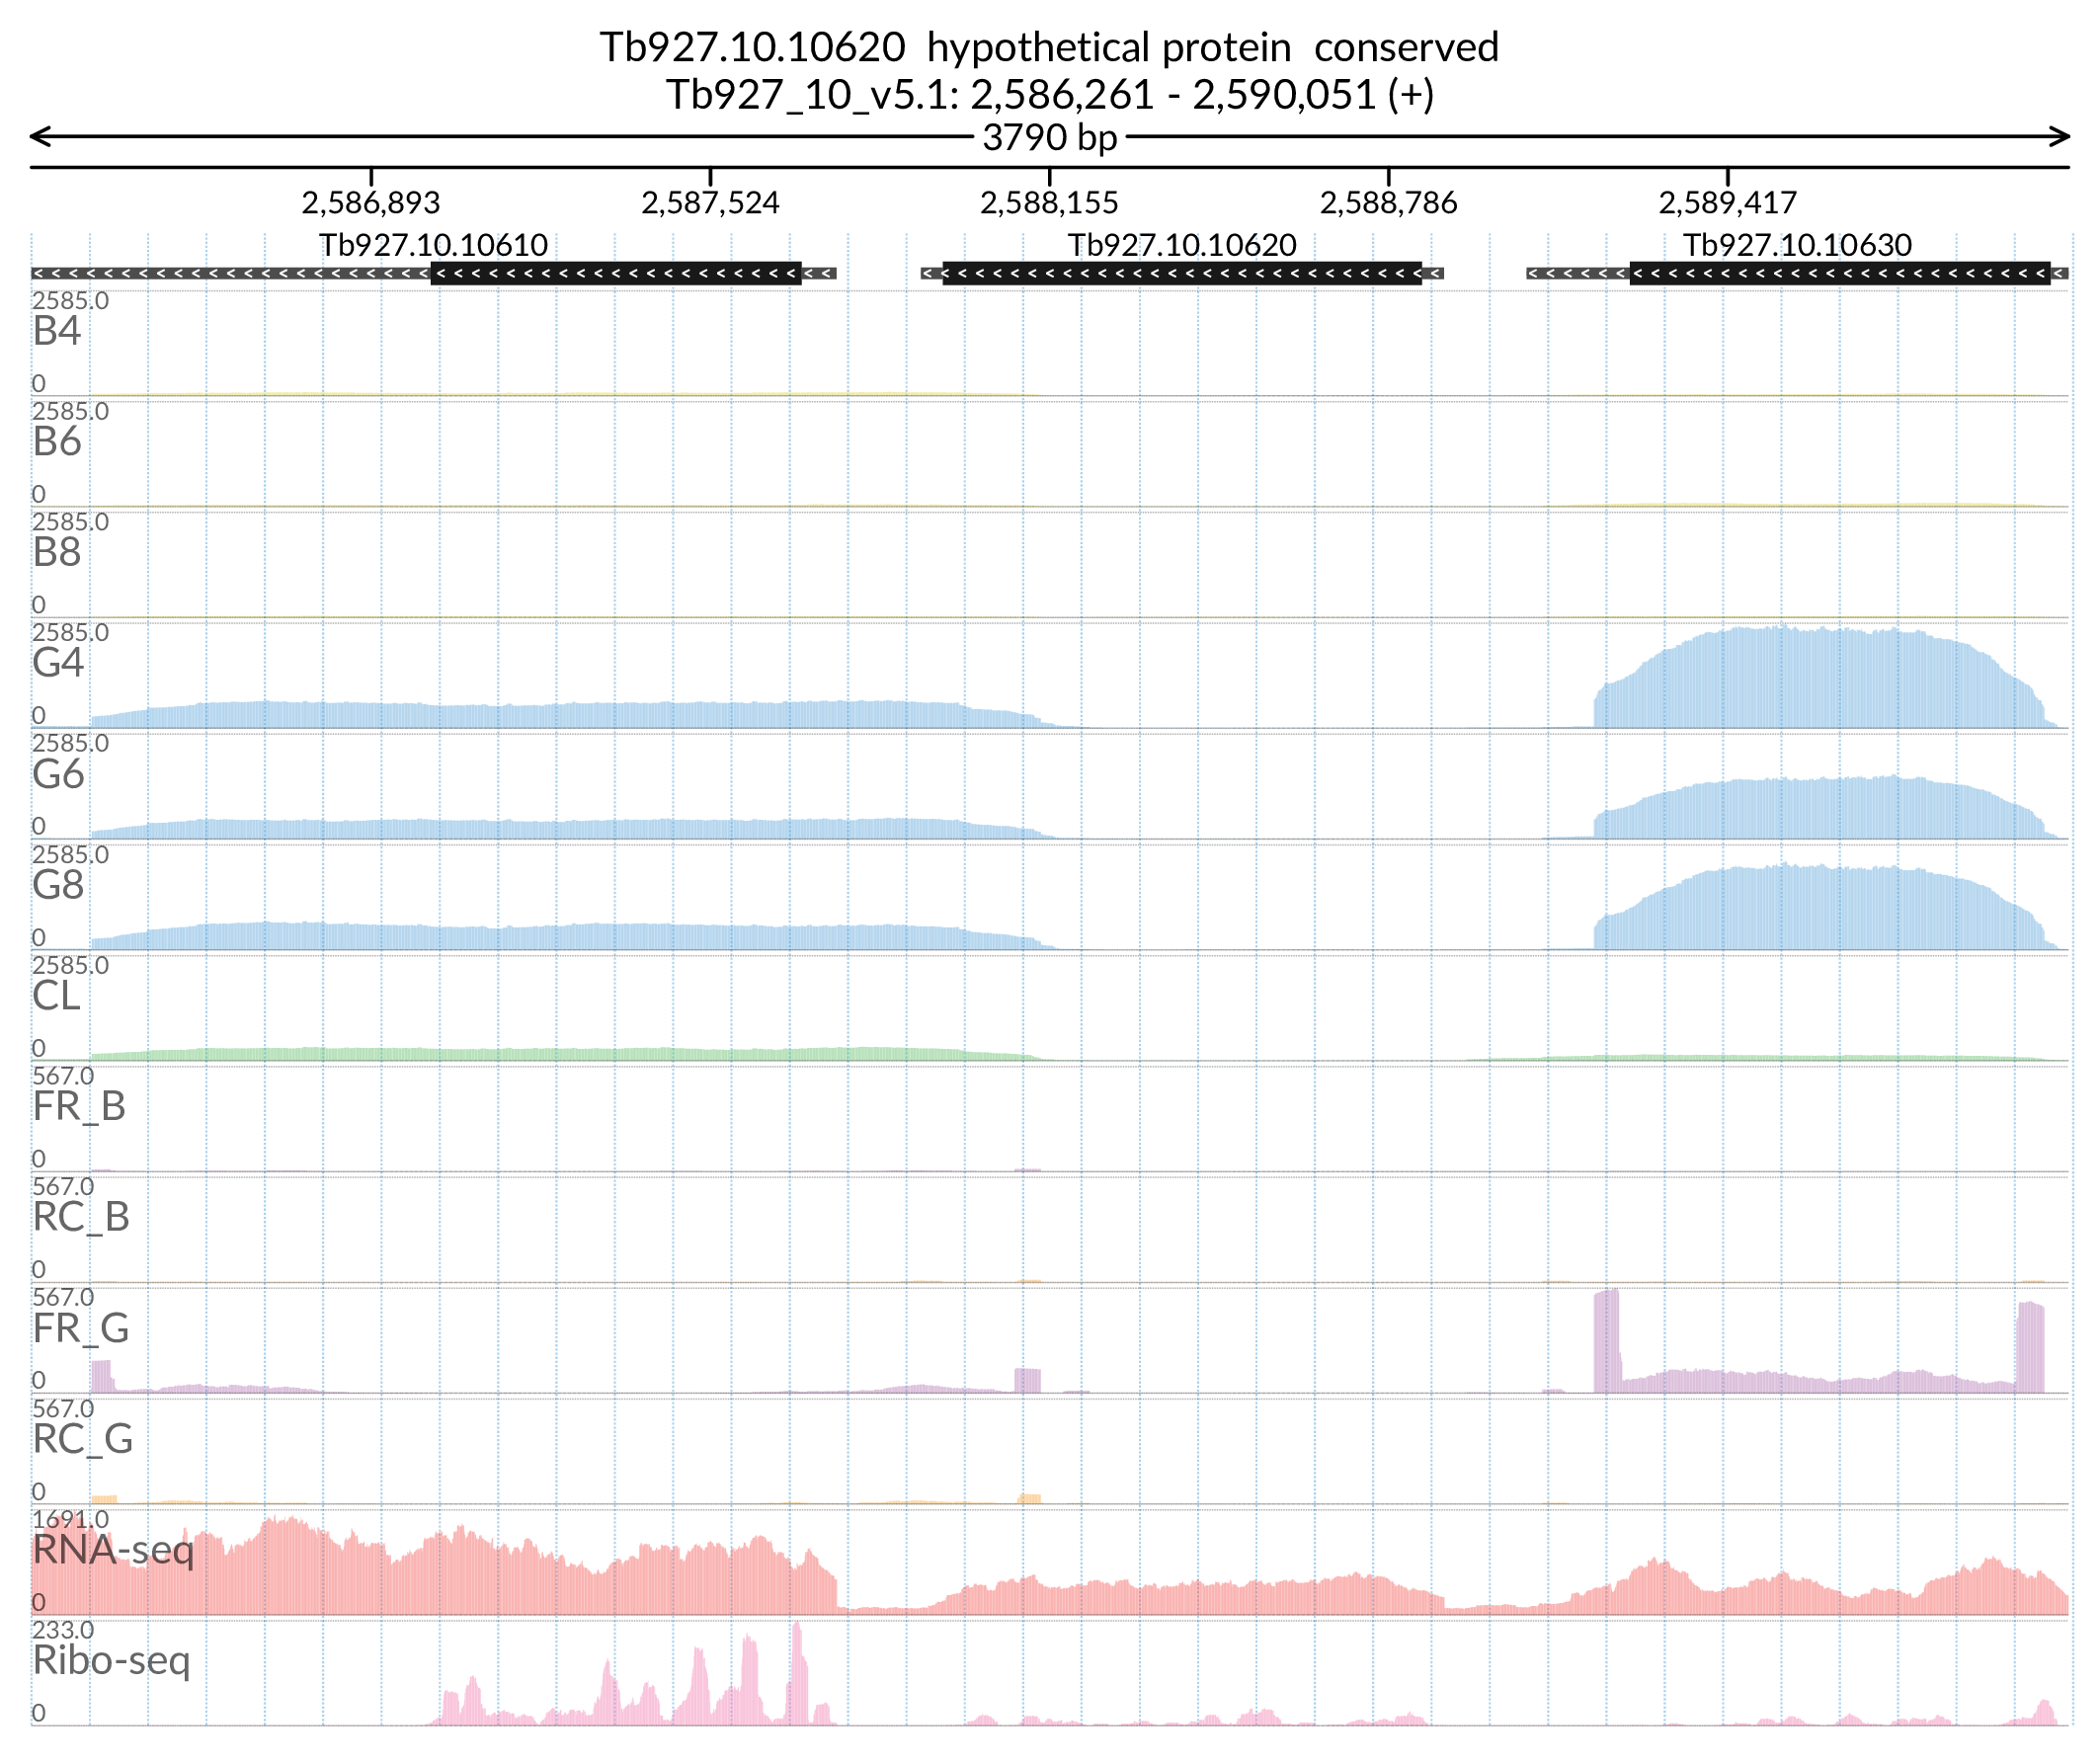 Tb927.10.10620 hypothetical protein conserved
Tb927_10_v5.1: 2,586,261 - 2,590,051 (+)
3790 bp
2,586,893 2,587,524 2,588,155 2,588,786 2,589,417
Tb927.10.10610 Tb927.10.10620 Tb927.10.10630
2585.0
B4
0
2585.0
B6
0
2585.0
B8
0
2585.0
G4
0
2585.0
G6
0
2585.0
G8
0
2585.0
CL
0
567.0
FR_B
0
567.0
RC_B
0
567.0
FR_G
0
567.0
RC_G
0
1691.0
RNA-seq
0
233.0
Ribo-seq
0